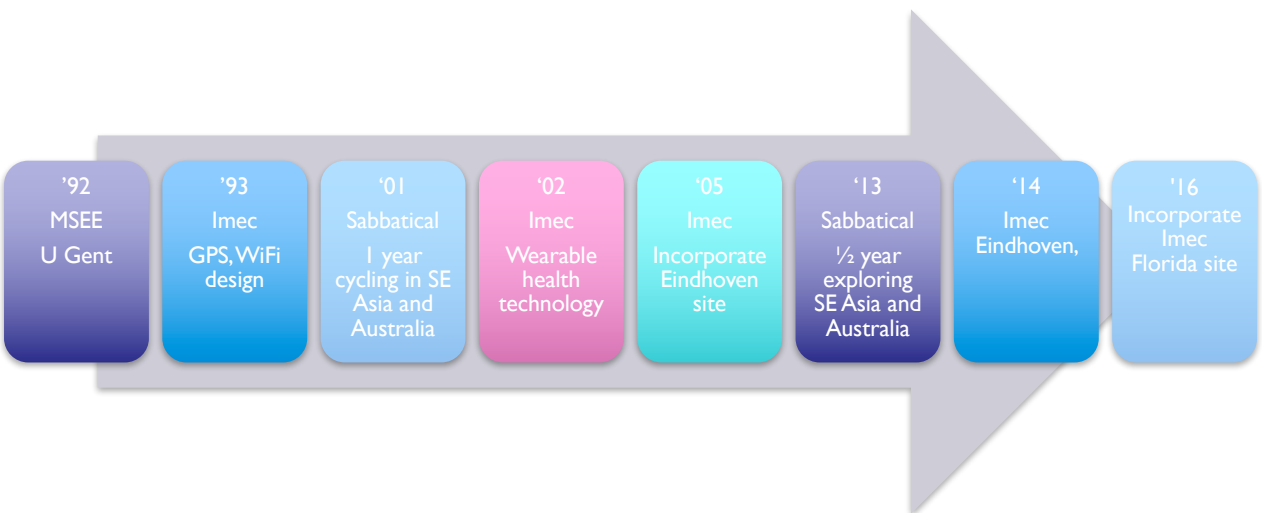 ’92
MSEE
U Gent
’93
Imec
GPS, WiFi
design
‘01
Sabbatical
1 year
cycling in SE
Asia and
Australia
‘02
Imec
Wearable
health
technology
‘05
Imec
Incorporate
Eindhoven
site
‘13
Sabbatical
½ year
exploring
SE Asia and
Australia
‘14
Imec
Eindhoven,
’16
Incorporate
Imec
Florida site